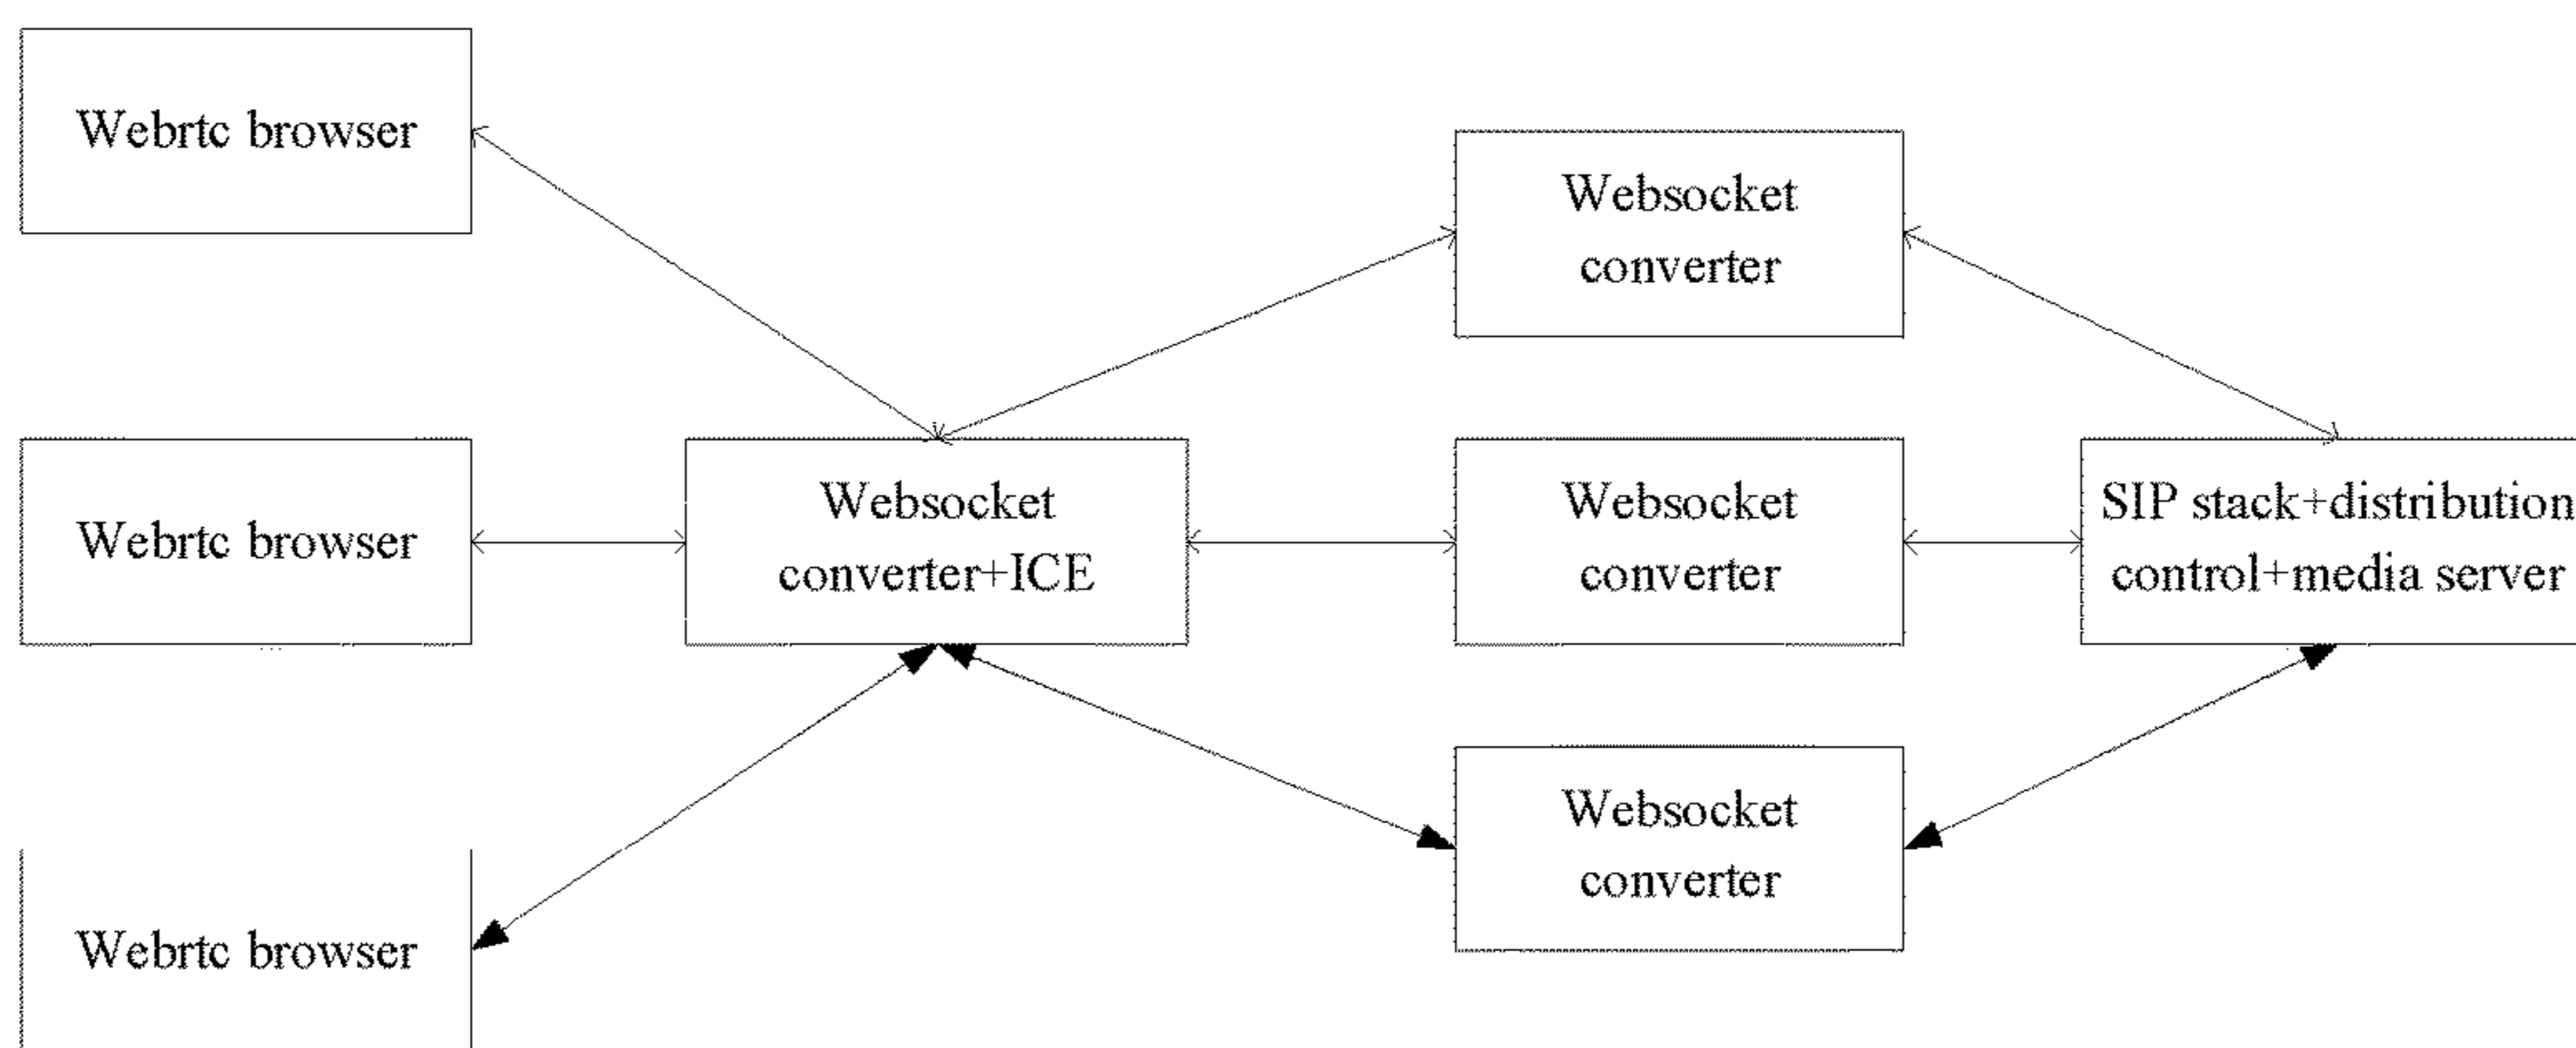 Webrtc browser
Websocket
converter
Webrtc browser
Websocket
converter+ICE
Websocket
converter
SIP stack+distribution
control+media server
Websocket
converter
Webrtc browser